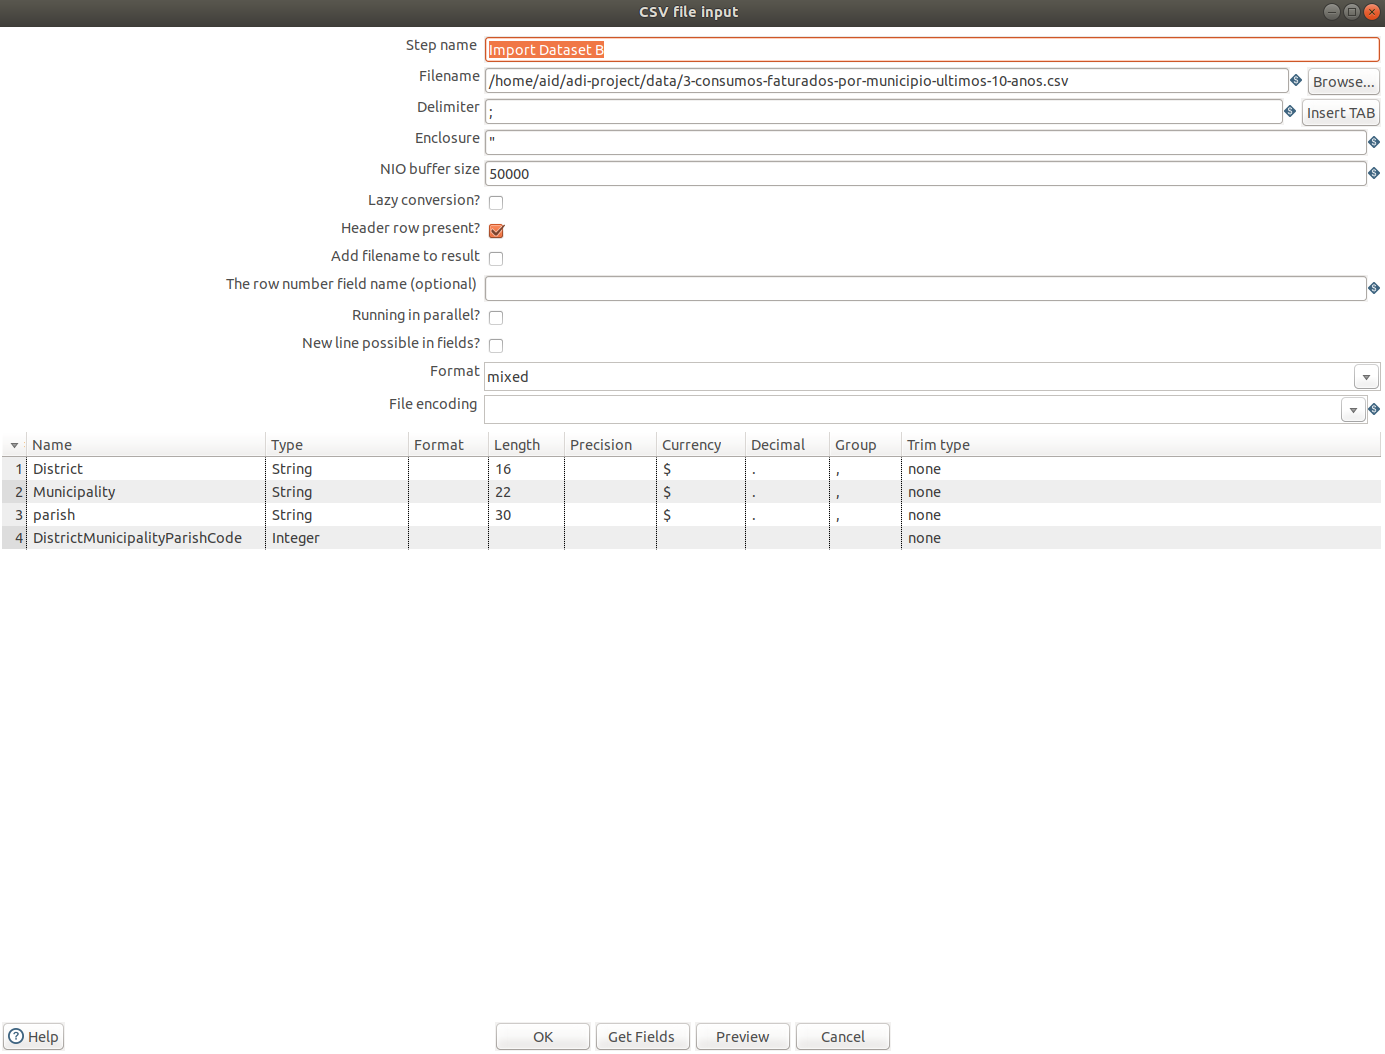 CSV file input
Step name Import Dataset B
Filename /home/aid/adi-project/data/3-consumos-faturados-por-municipio-ultimos-10-anos.csv Browse...
Delimiter ; Insert TAB
Enclosure "
NIO buffer size 50000
Lazy conversion?
Header row present?
Add filename to result
The row number field name (optional)
Running in parallel?
New line possible in fields?
Format mixed
File encoding
Name Type Format Length Precision Currency Decimal Group Trim type
1 District String 16 $ . , none
2 Municipality String 22 $ . , none
3 parish String 30 $ . , none
4 DistrictMunicipalityParishCode Integer none
Help OK Get Fields Preview Cancel